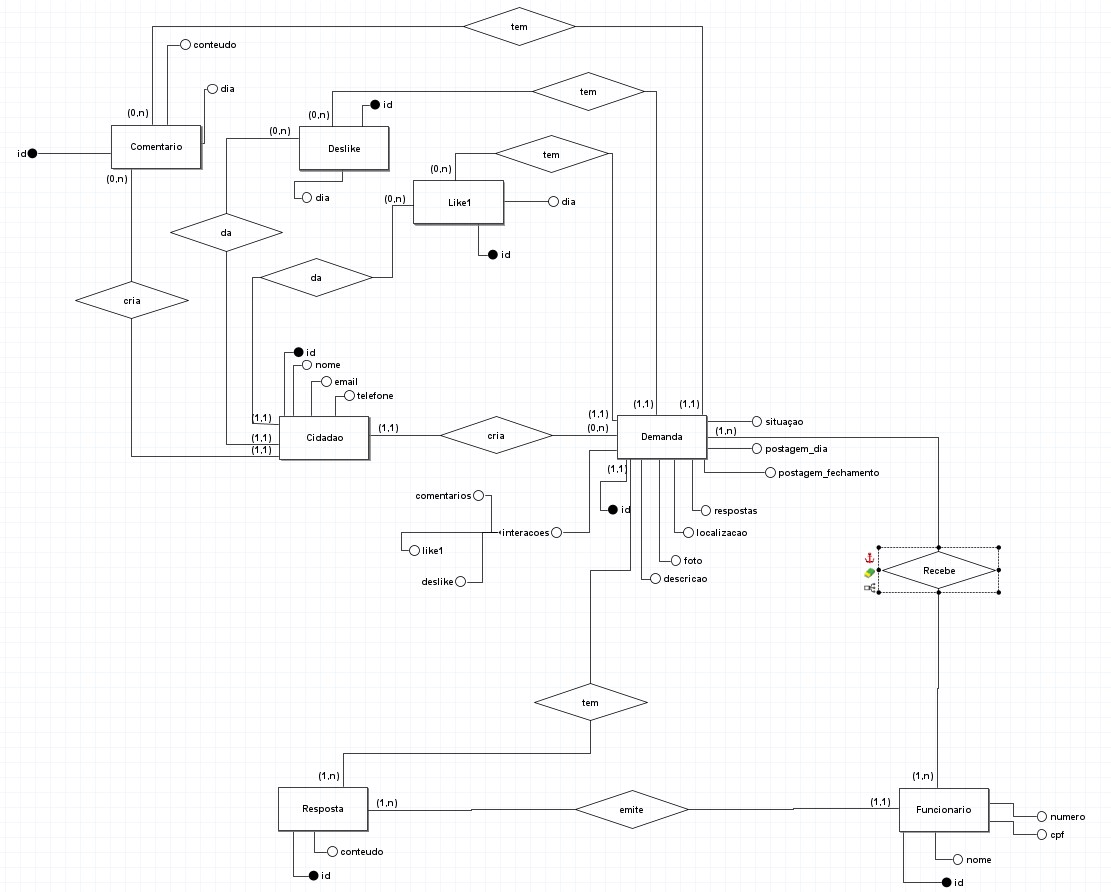 tem
conteudo
dia
tem
(0,n)
(0,n)
id
(0,n)
id
Comentario
Deslike
tem
(0,n)
(0,n)
dia
(0,n)
Like1
dia
da
id
da
cria
id
nome
email
telefone
(1,1)
(1,1)
(1,1)
(1,1)
(1,1)
(1,1)
Cidadao
(1,1)
cria
(0,n)
Demanda
(1,n)
situaçao
postagem_dia
postagem_fechamento
(1,1)
comentarios
id
respostas
interacoes
localizacao
like1
foto
deslike
descricao
Recebe
tem
(1,n)
(1,n)
Resposta
(1,n)
emite
(1,1)
Funcionario
numero
cpf
conteudo
nome
id
id